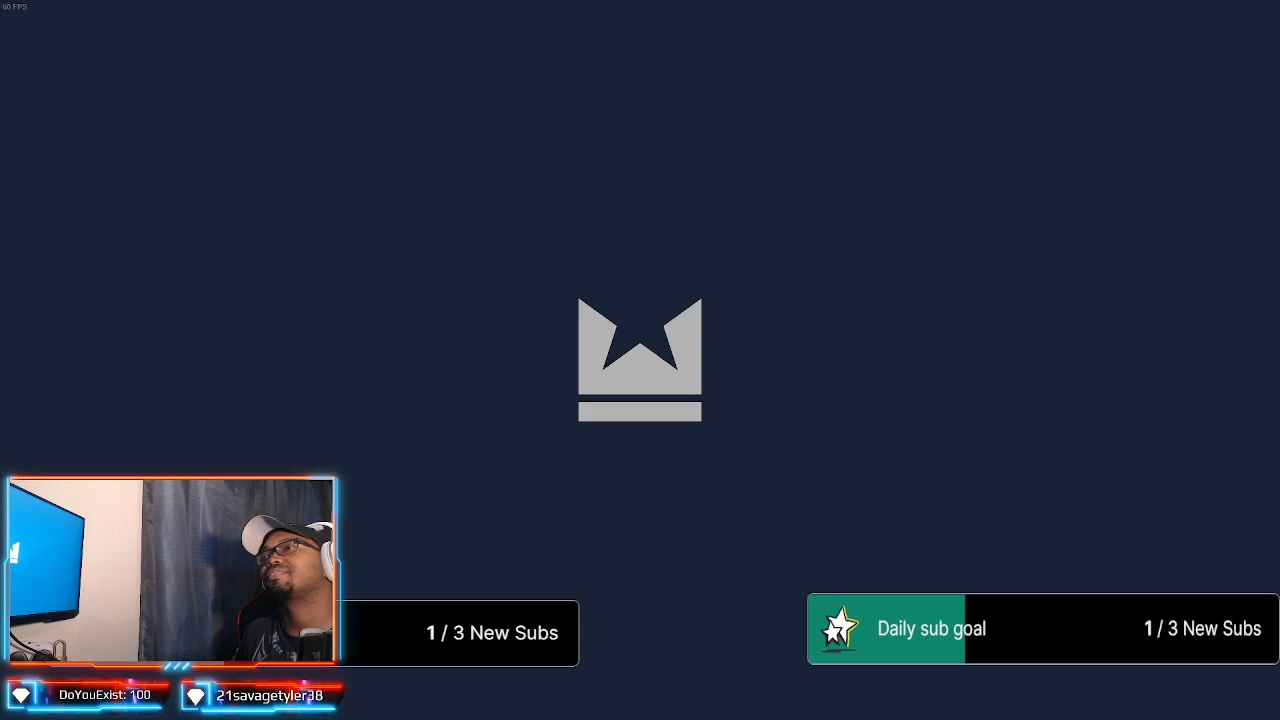 60 FPS
1 / 3 New Subs
Daily sub goal 1 / 3 New Subs
DoYouExist: 100
21savagetyler38